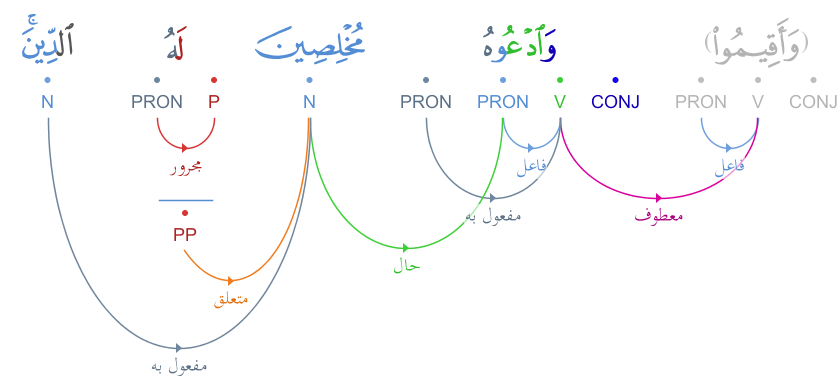 (وَأَقِيمُوا۟) وَٱدْعُوهُ مُخْلِصِينَ لَهُ ٱلدِّينَ ۚ
CONJ V PRON CONJ V PRON PRON N P PRON N
فاعل فاعل مجرور
معطوف مفعول به
PP
حال
متعلق
مفعول به